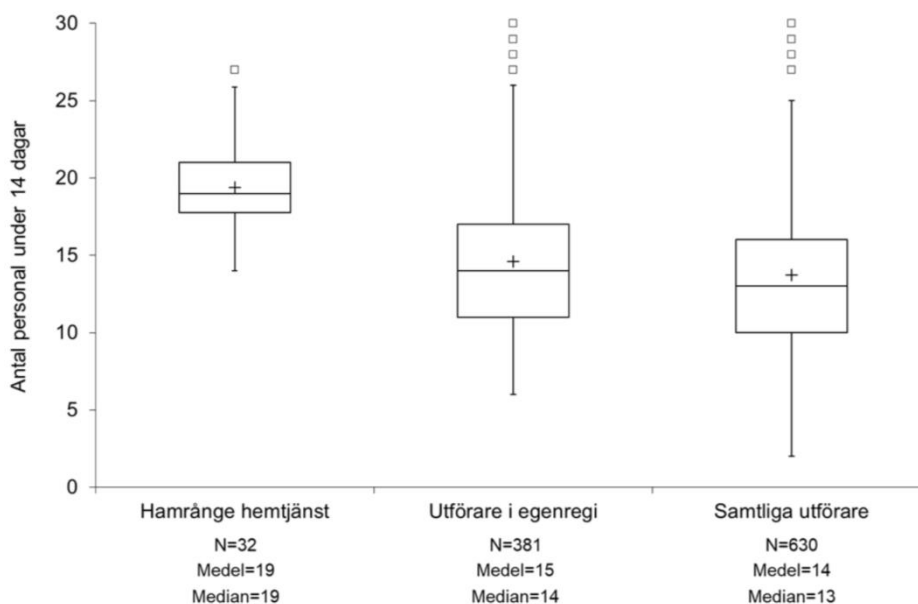 30
25
20
15
10
5
0
Antal personal under 14 dagar
Hamrånge hemtjänst
N=32
Medel=19
Median=19
Utförare i egenregi
N=381
Medel=15
Median=14
Samtliga utförare
N=630
Medel=14
Median=13